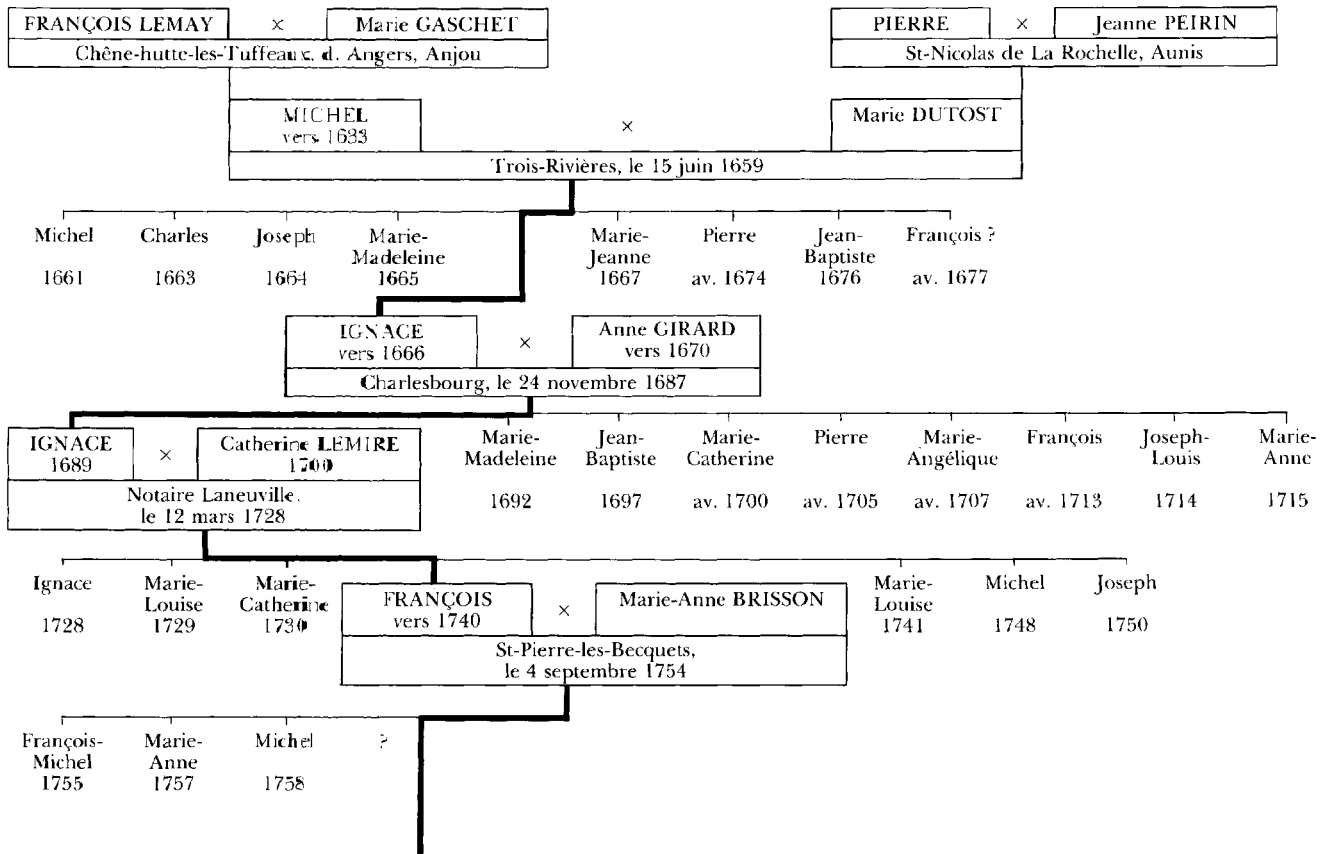 FRANÇOIS LEMAY × Marie GASCHET
Chêne-hutte-les-Tuffeaux, d. Angers, Anjou
PIERRE × Jeanne PEIRIN
St-Nicolas de La Rochelle, Aunis
MICHEL
vers 1633
×
Marie DUTOST
Trois-Rivières, le 15 juin 1659
Michel
1661
Charles
1663
Joseph
1664
Marie-
Madeleine
1665
Marie-
Jeanne
1667
Pierre
av. 1674
Jean-
Baptiste
1676
François ?
av. 1677
IGNACE
vers 1666
×
Anne GIRARD
vers 1670
Charlesbourg, le 24 novembre 1687
IGNACE
1689
×
Catherine LEMIRE
1700
Notaire Laneuville,
le 12 mars 1728
Marie-
Madeleine
1692
Jean-
Baptiste
1697
Marie-
Catherine
av. 1700
Pierre
av. 1705
Marie-
Angélique
av. 1707
François
av. 1713
Joseph-
Louis
1714
Marie-
Anne
1715
Ignace
1728
Marie-
Louise
1729
Marie-
Catherine
1730
FRANÇOIS
vers 1740
×
Marie-Anne BRISSON
St-Pierre-les-Becquets,
le 4 septembre 1754
Marie-
Louise
1741
Michel
1748
Joseph
1750
François-
Michel
1755
Marie-
Anne
1757
Michel
1758
?